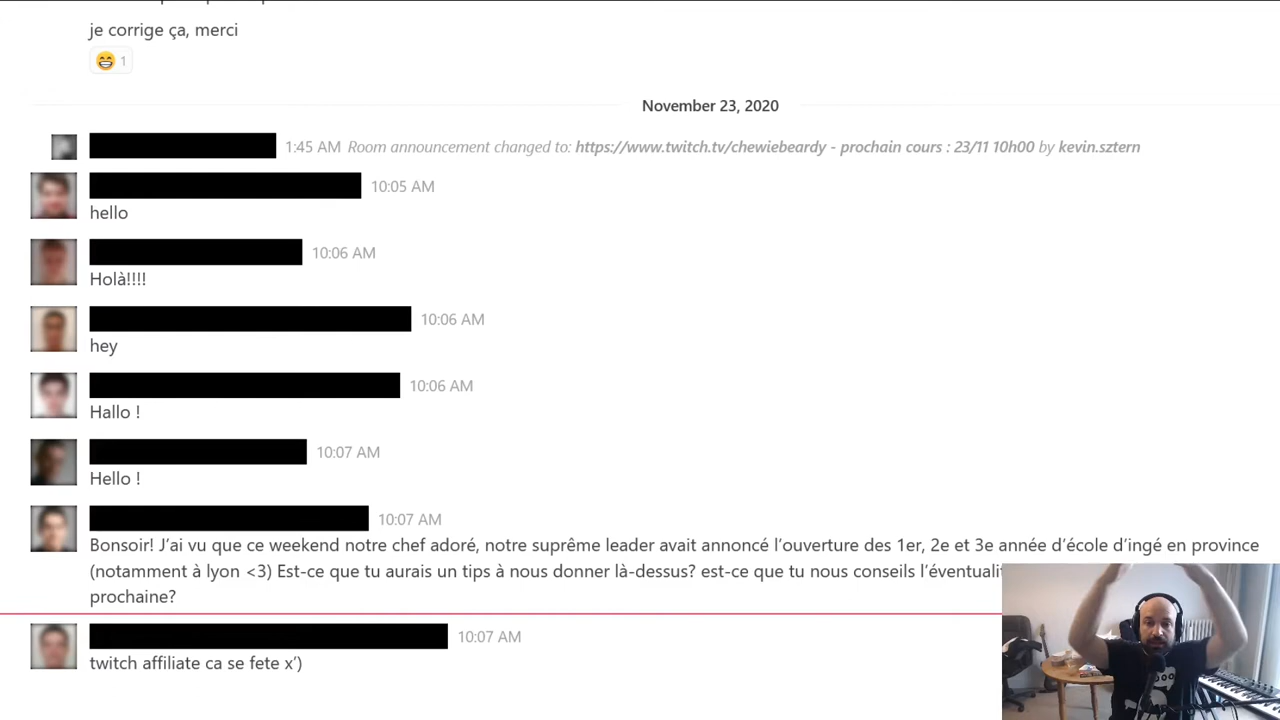 je corrige ça, merci
1
November 23, 2020
1:45 AM Room announcement changed to: https://www.twitch.tv/chewiebeardy - prochain cours : 23/11 10h00 by kevin.sztern
10:05 AM
hello
10:06 AM
Holà!!!!
10:06 AM
hey
10:06 AM
Hallo !
10:07 AM
Hello !
10:07 AM
Bonsoir! J'ai vu que ce weekend notre chef adoré, notre suprême leader avait annoncé l'ouverture des 1er, 2e et 3e année d'école d'ingé en province
(notamment à lyon <3) Est-ce que tu aurais un tips à nous donner là-dessus? est-ce que tu nous conseils l'éventuali
prochaine?
10:07 AM
twitch affiliate ca se fete x')